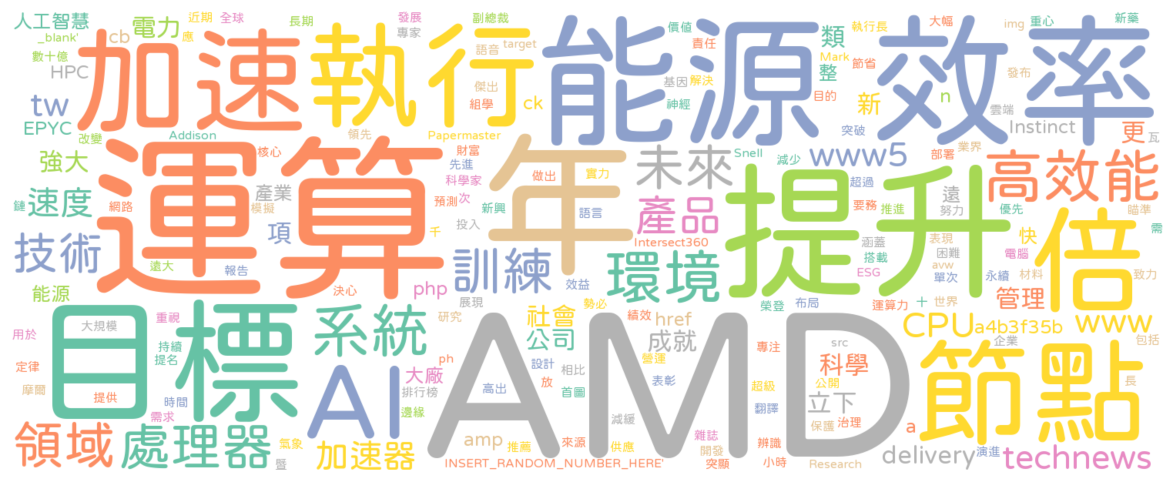 人工智慧 cb 電力 近期 全球 長期 發展 副總裁 價值 大幅 執行長 重心 img 新藥
_blank' 應 專家 語音 target 責任 類 Mark 節省 發布
數十億 加速 執行 能源 效率
HPC 傑出 基因 解決 整 目的 n 雲端
tw 組學 ck 神經 新 Instinct 更 瓦
EPYC 改變 Addison 領先 Papermaster 突破
強大 核心 財富 未來 Snell 減少 www5 部署 業界
運算 年 先進 做出 實力 高效能
鏈 速度 網路 產業 科學家 預測 次 新興 語言 產品 提升 超過 要務 推進 遠 努力 優先 瞄準 倍
模擬 項 千 投入 Intersect360 涵蓋 表現 快 需
技術 遠大 報告 訓練 環境 搭載 困難 電腦
能源 決心 php 效益 ESG avw 單次 永續 材料 致力
目標 大規模 重視 系統 展現 勢必 榮登 布局 運算力 十 世界 管理
用於 持續 研究 社會 績效 href CPU a4b3f35b www
定律 提名 ph 公司 成就 營運 專注 src 企業 包括
摩爾 提供 時間 AI 大廠 設計 相比 AMD 科學 節點
需求 排行榜 高出 放 首圖 表彰 超級 公開 長
邊緣 減緩 翻譯 立下
領域 處理器 氣象 加速器 amp 推薦 來源 供應 雜誌 辨識 保護 治理 a
暨 開發 delivery 演進 technews
INSERT_RANDOM_NUMBER_HERE' 突顯 小時 Research